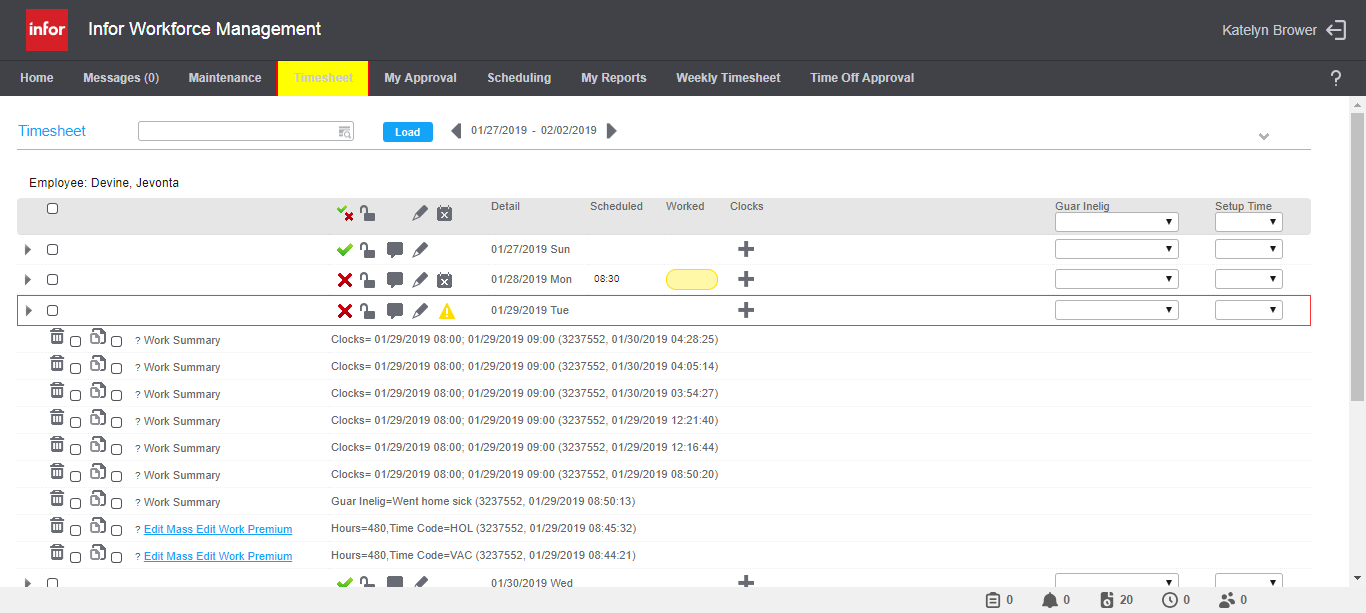 infor Infor Workforce Management Katelyn Brower
Home Messages (0) Maintenance Timesheet My Approval Scheduling My Reports Weekly Timesheet Time Off Approval ?
Timesheet Load 01/27/2019 - 02/02/2019
Employee: Devine, Jevonta
Detail Scheduled Worked Clocks Guar Inelig Setup Time
01/27/2019 Sun
01/28/2019 Mon 08:30
01/29/2019 Tue
? Work Summary Clocks= 01/29/2019 08:00; 01/29/2019 09:00 (3237552, 01/30/2019 04:28:25)
? Work Summary Clocks= 01/29/2019 08:00; 01/29/2019 09:00 (3237552, 01/30/2019 04:05:14)
? Work Summary Clocks= 01/29/2019 08:00; 01/29/2019 09:00 (3237552, 01/30/2019 03:54:27)
? Work Summary Clocks= 01/29/2019 08:00; 01/29/2019 09:00 (3237552, 01/29/2019 12:21:40)
? Work Summary Clocks= 01/29/2019 08:00; 01/29/2019 09:00 (3237552, 01/29/2019 12:16:44)
? Work Summary Clocks= 01/29/2019 08:00; 01/29/2019 09:00 (3237552, 01/29/2019 08:50:20)
? Work Summary Guar Inelig=Went home sick (3237552, 01/29/2019 08:50:13)
? Edit Mass Edit Work Premium Hours=480,Time Code=HOL (3237552, 01/29/2019 08:45:32)
? Edit Mass Edit Work Premium Hours=480,Time Code=VAC (3237552, 01/29/2019 08:44:21)
01/30/2019 Wed
0 0 20 0 0